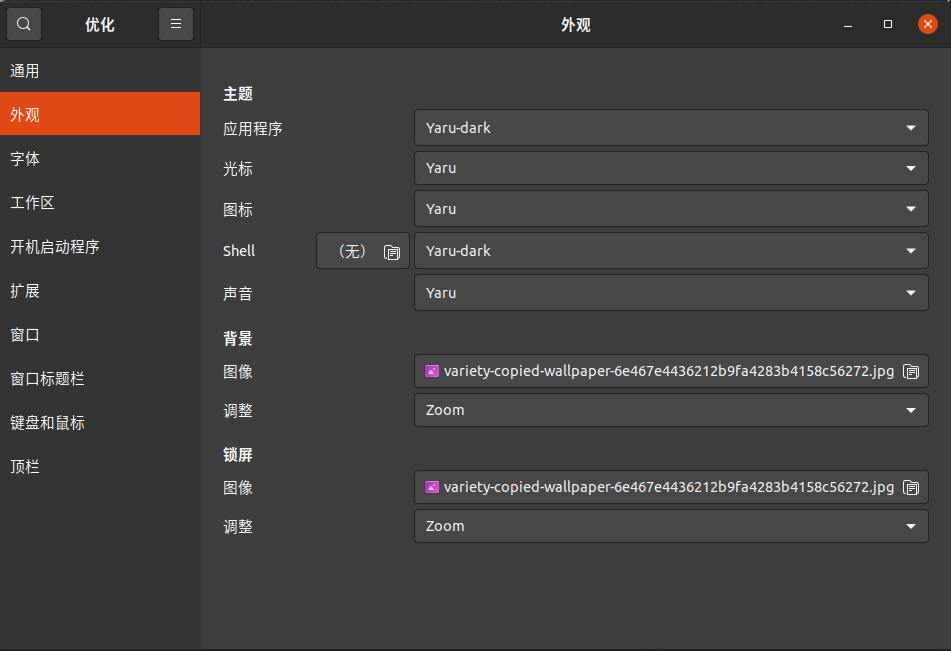 优化
外观
通用
外观
字体
工作区
开机启动程序
扩展
窗口
窗口标题栏
键盘和鼠标
顶栏
主题
应用程序 Yaru-dark
光标 Yaru
图标 Yaru
Shell （无） Yaru-dark
声音 Yaru
背景
图像 variety-copied-wallpaper-6e467e4436212b9fa4283b4158c56272.jpg
调整 Zoom
锁屏
图像 variety-copied-wallpaper-6e467e4436212b9fa4283b4158c56272.jpg
调整 Zoom